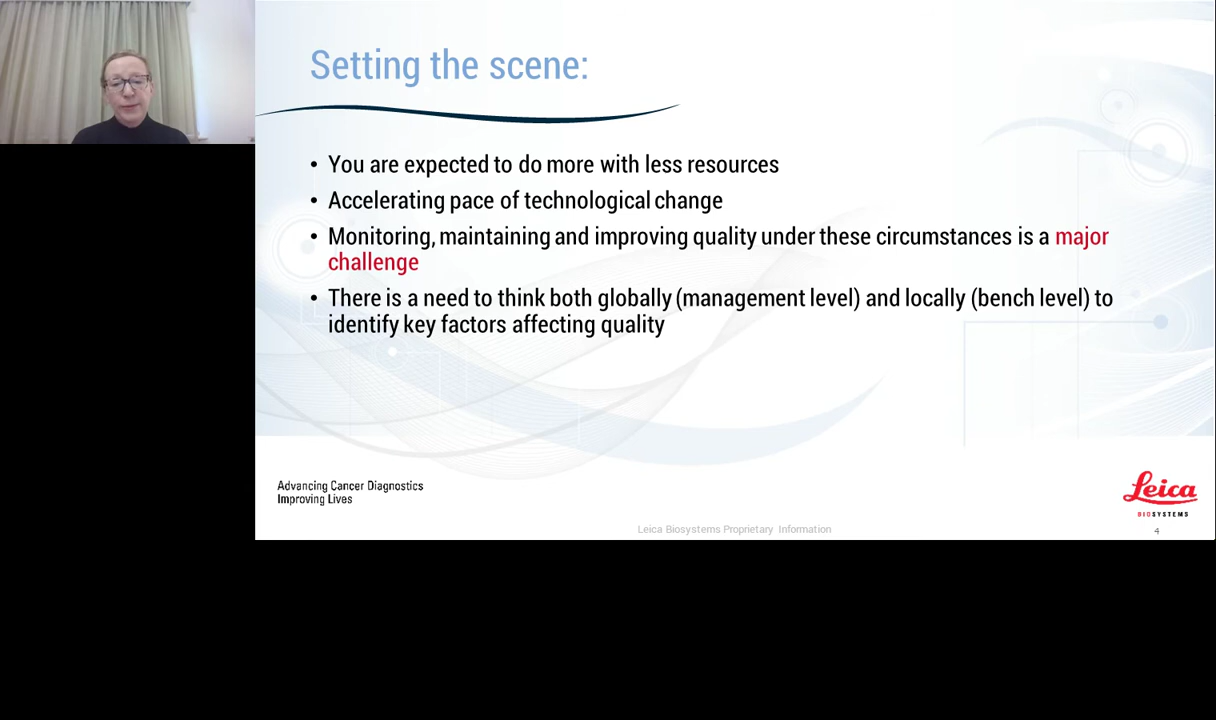 Setting the scene:
• You are expected to do more with less resources
• Accelerating pace of technological change
• Monitoring, maintaining and improving quality under these circumstances is a major
challenge
• There is a need to think both globally (management level) and locally (bench level) to
identify key factors affecting quality
Advancing Cancer Diagnostics
Improving Lives
Leica
BIOSYSTEMS
Leica Biosystems Proprietary Information
4